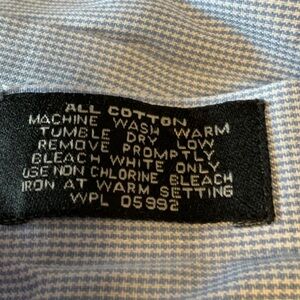 ALL COTTON
MACHINE WASH WARM
TUMBLE DRY LOW
REMOVE PROMPTLY
BLEACH WHITE ONLY
USE NON CHLORINE BLEACH
IRON AT WARM SETTING
WPL 05992